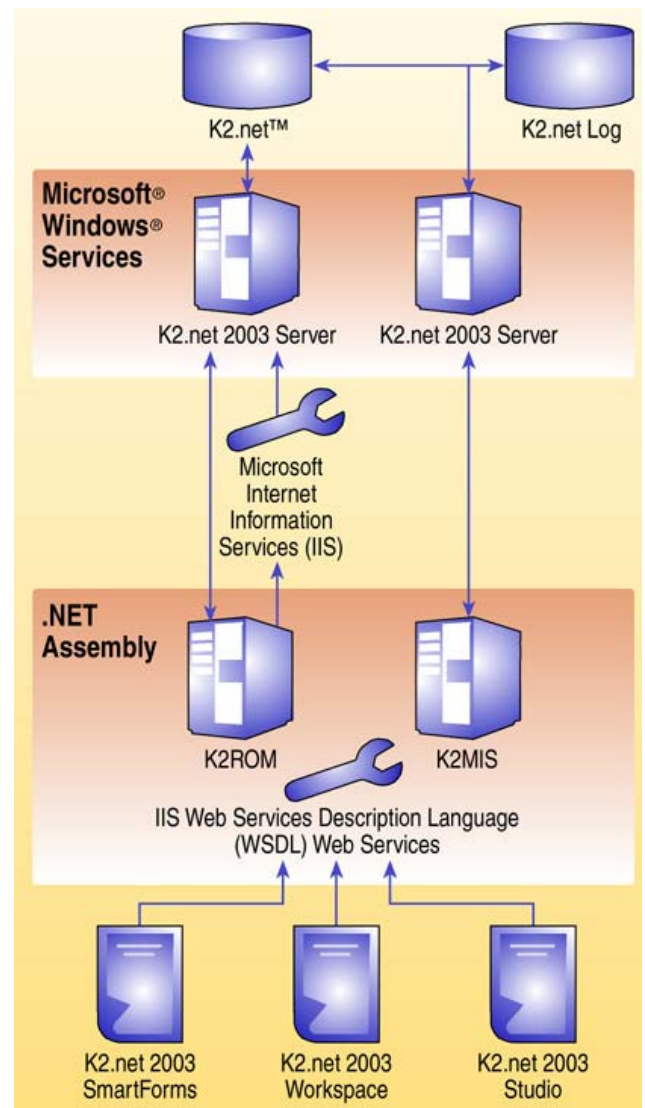 K2.net™
K2.net Log
Microsoft®
Windows®
Services
K2.net 2003 Server
K2.net 2003 Server
Microsoft
Internet
Information
Services (IIS)
.NET
Assembly
K2ROM
K2MIS
IIS Web Services Description Language
(WSDL) Web Services
K2.net 2003
SmartForms
K2.net 2003
Workspace
K2.net 2003
Studio